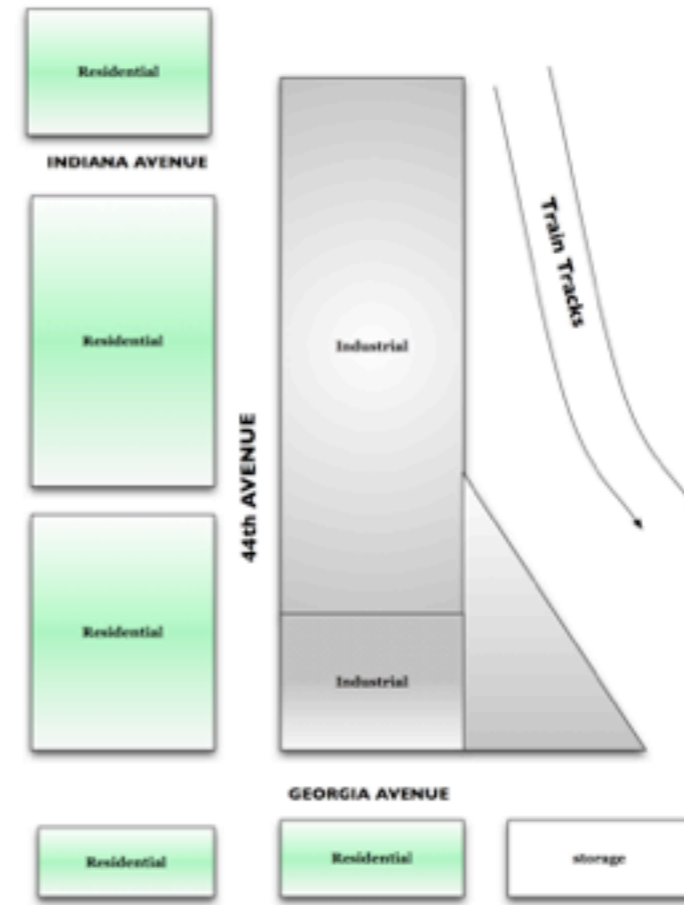 Residential
INDIANA AVENUE
Train Tracks
Residential
Industrial
44th AVENUE
Residential
Industrial
GEORGIA AVENUE
Residential
Residential
storage